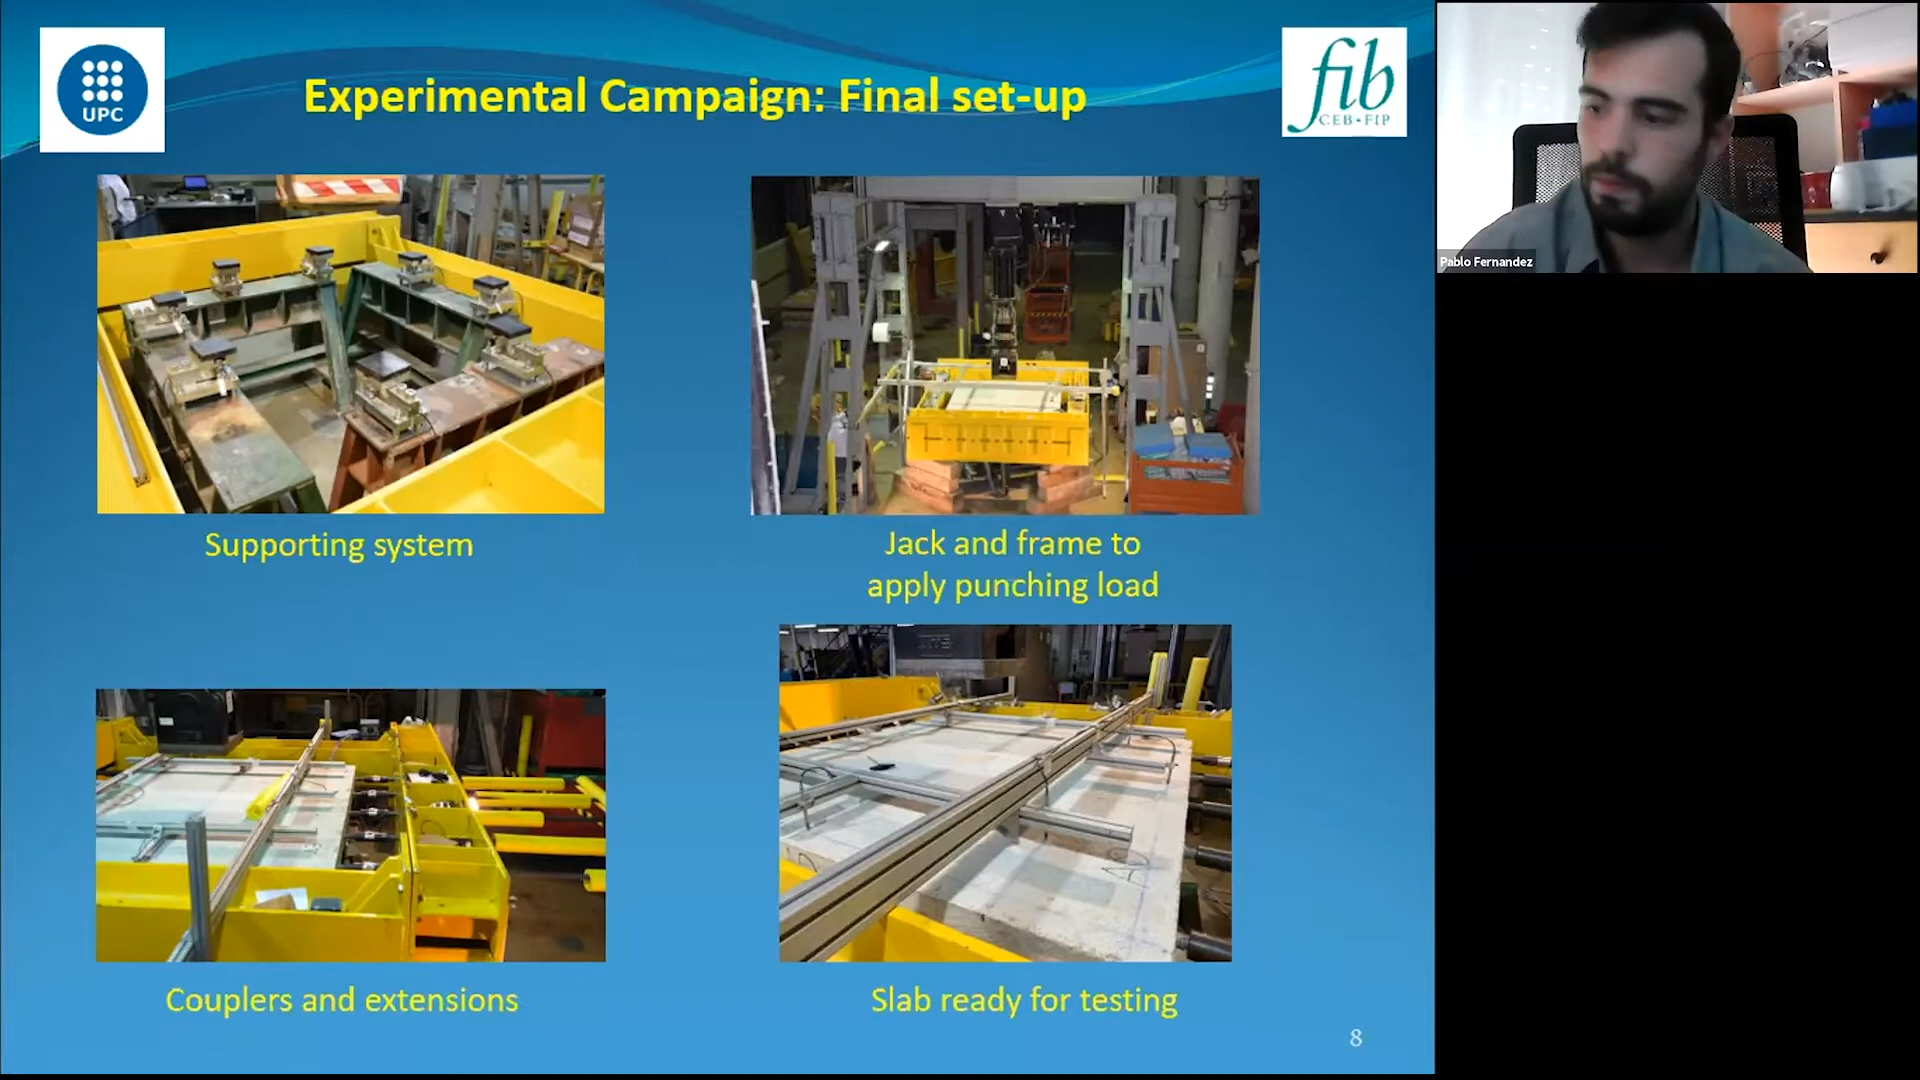 UPC
Experimental Campaign: Final set-up
fib
CEB-FIP
Supporting system
Jack and frame to
apply punching load
Couplers and extensions
Slab ready for testing
8
Pablo Fernandez